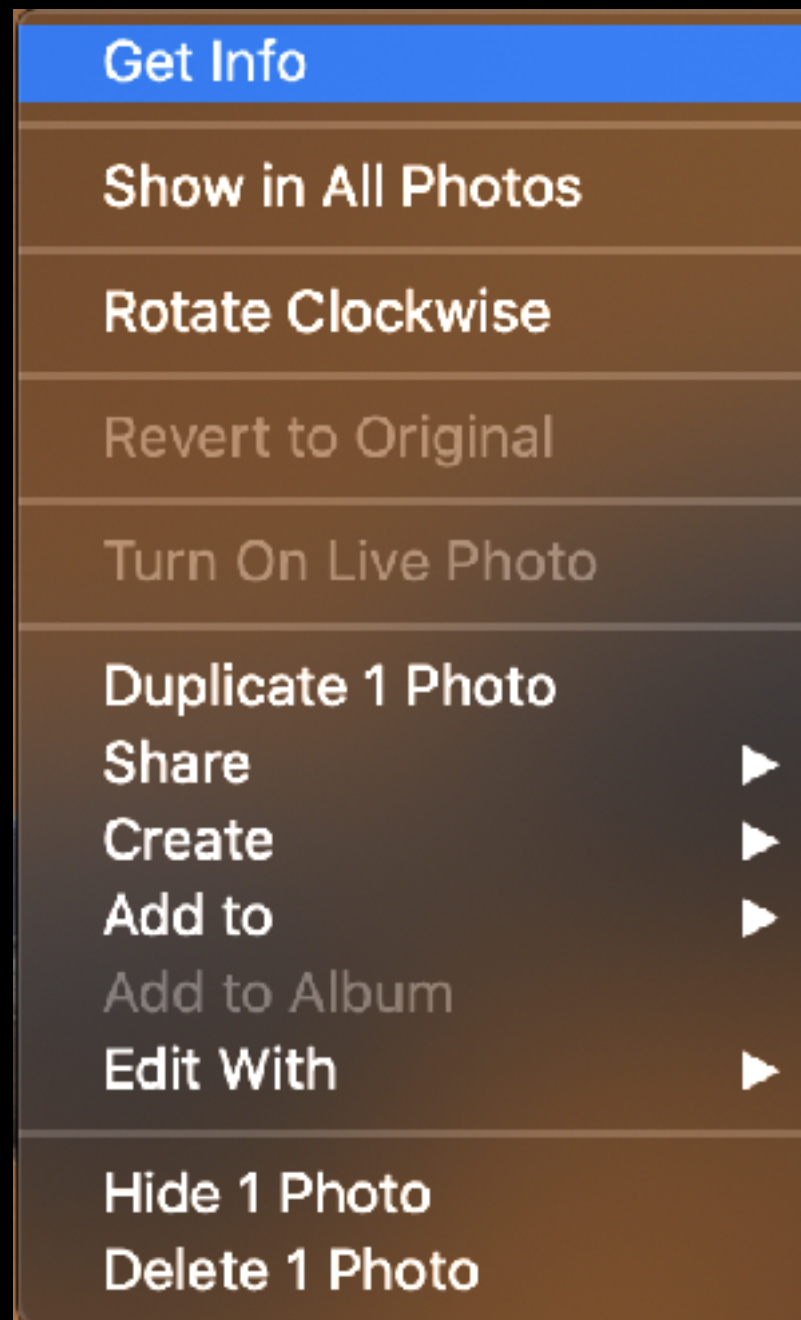 Get Info
Show in All Photos
Rotate Clockwise
Revert to Original
Turn On Live Photo
Duplicate 1 Photo
Share
Create
Add to
Add to Album
Edit With
Hide 1 Photo
Delete 1 Photo